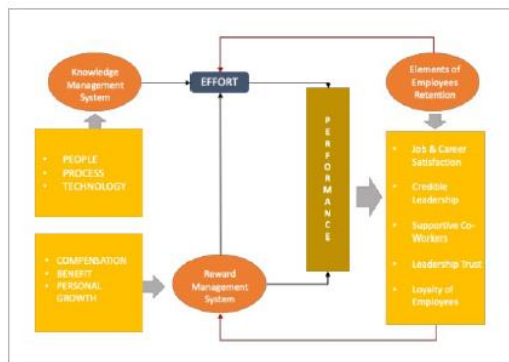 Knowledge
Management
System
EFFORT
Elements of
Employees
Retention
• PEOPLE
• PROCESS
• TECHNOLOGY
PERFORMANCE
• Job & Career
Satisfaction
• Credible
Leadership
• Supportive Co-
Workers
• Leadership Trust
• Loyalty of
Employees
• COMPENSATION
• BENEFIT
• PERSONAL
GROWTH
Reward
Management
System